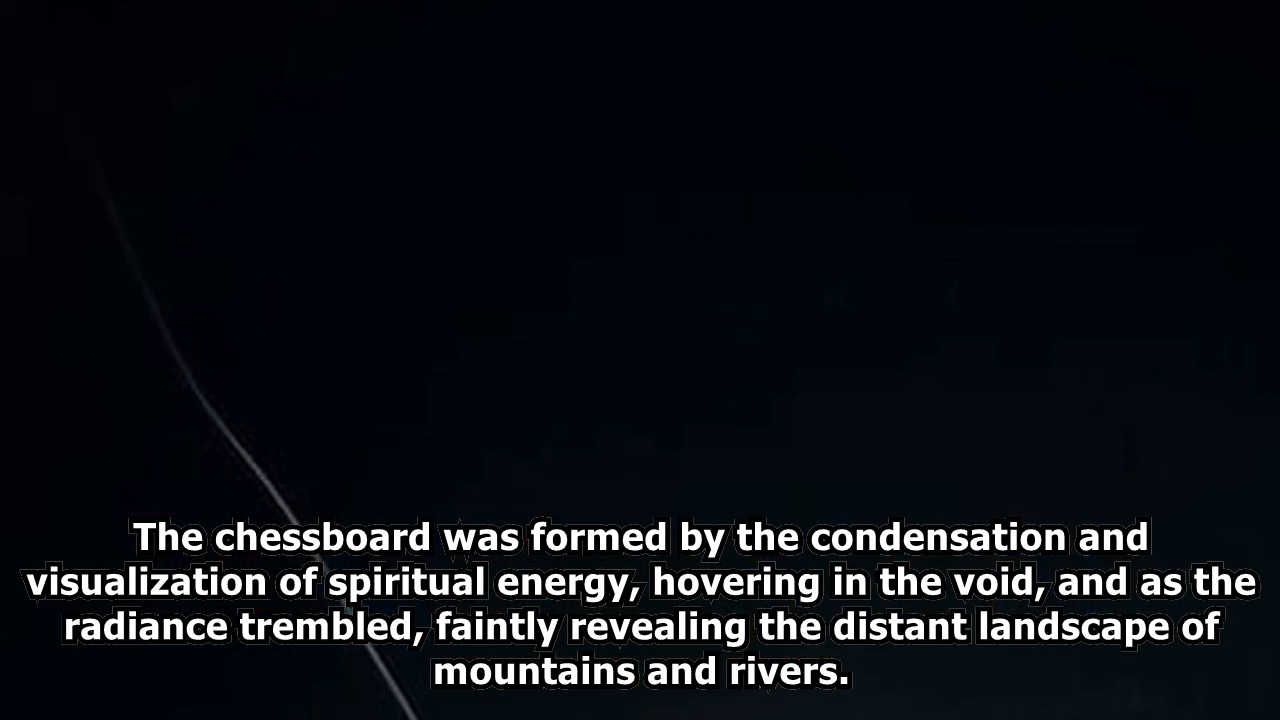 The chessboard was formed by the condensation and
visualization of spiritual energy, hovering in the void, and as the
radiance trembled, faintly revealing the distant landscape of
mountains and rivers.